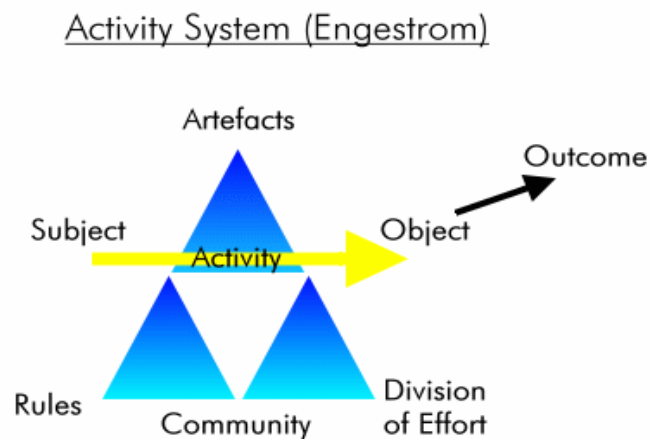 Activity System (Engestrom)
Artefacts
Outcome
Subject
Object
Activity
Rules
Community
Division
of Effort